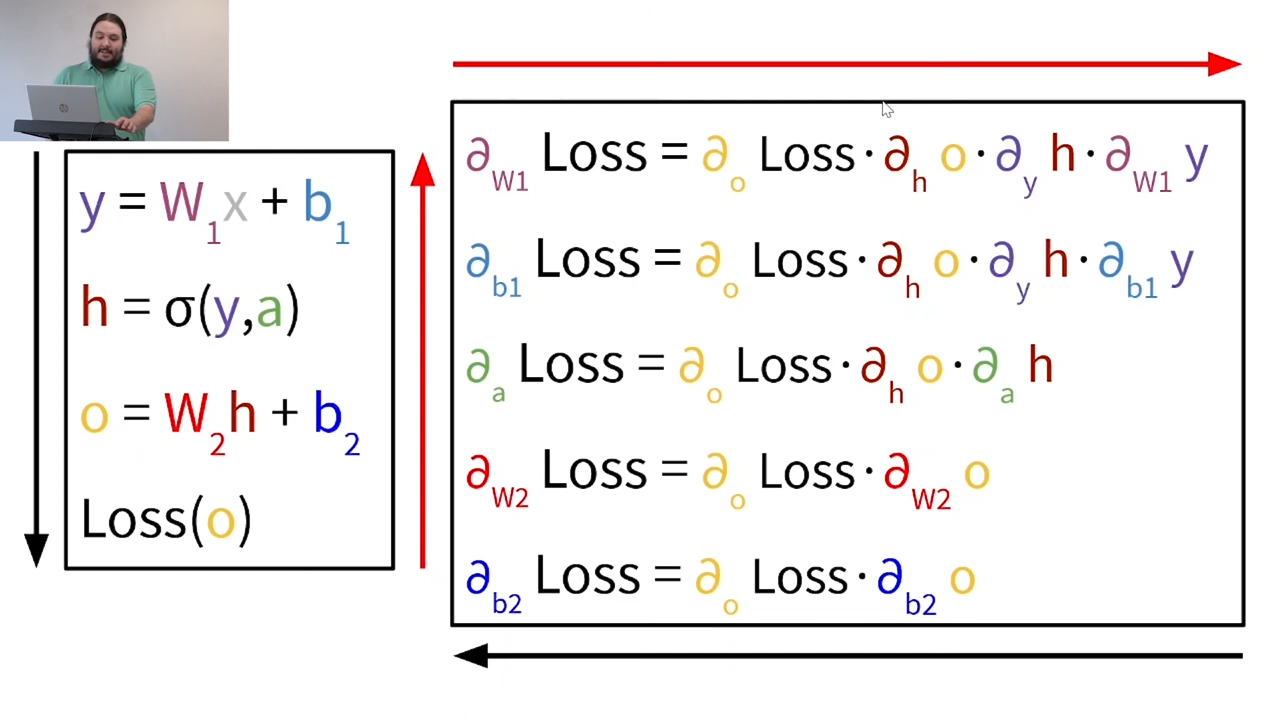 y = W₁x + b₁
h = σ(y,a)
o = W₂h + b₂
Loss(o)
∂_W1 Loss = ∂_o Loss · ∂_h o · ∂_y h · ∂_W1 y
∂_b1 Loss = ∂_o Loss · ∂_h o · ∂_y h · ∂_b1 y
∂_a Loss = ∂_o Loss · ∂_h o · ∂_a h
∂_W2 Loss = ∂_o Loss · ∂_W2 o
∂_b2 Loss = ∂_o Loss · ∂_b2 o